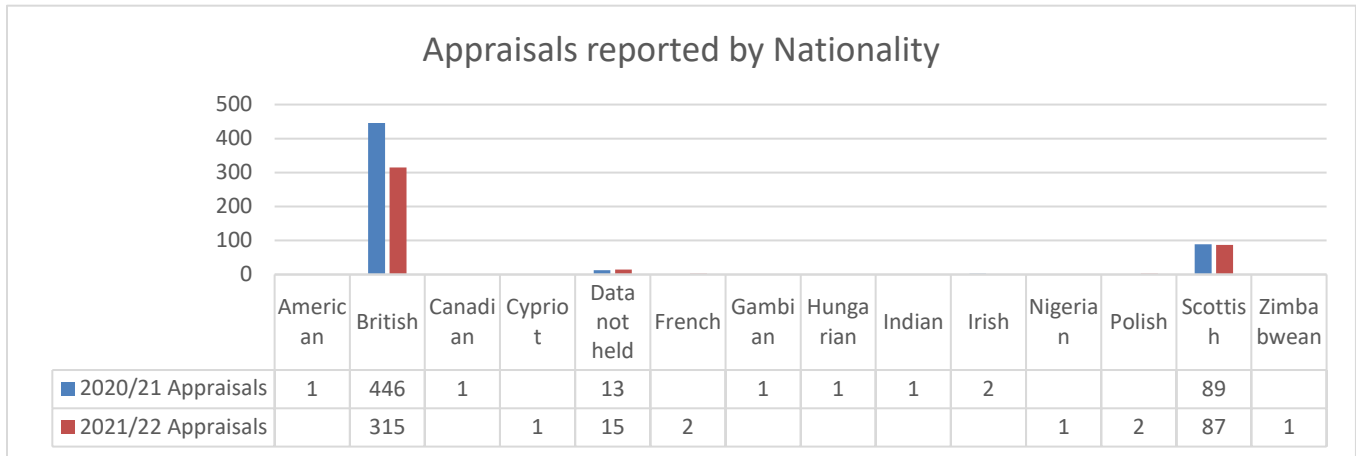 Appraisals reported by Nationality
500
400
300
200
100
0
Americ
an
British
Canadi
an
Cyprio
t
Data
not
held
French
Gambi
an
Hunga
rian
Indian
Irish
Nigeria
n
Polish
Scottis
h
Zimba
bwean
2020/21 Appraisals 1 446 1 13 1 1 1 2 89
2021/22 Appraisals 315 1 15 2 1 2 87 1